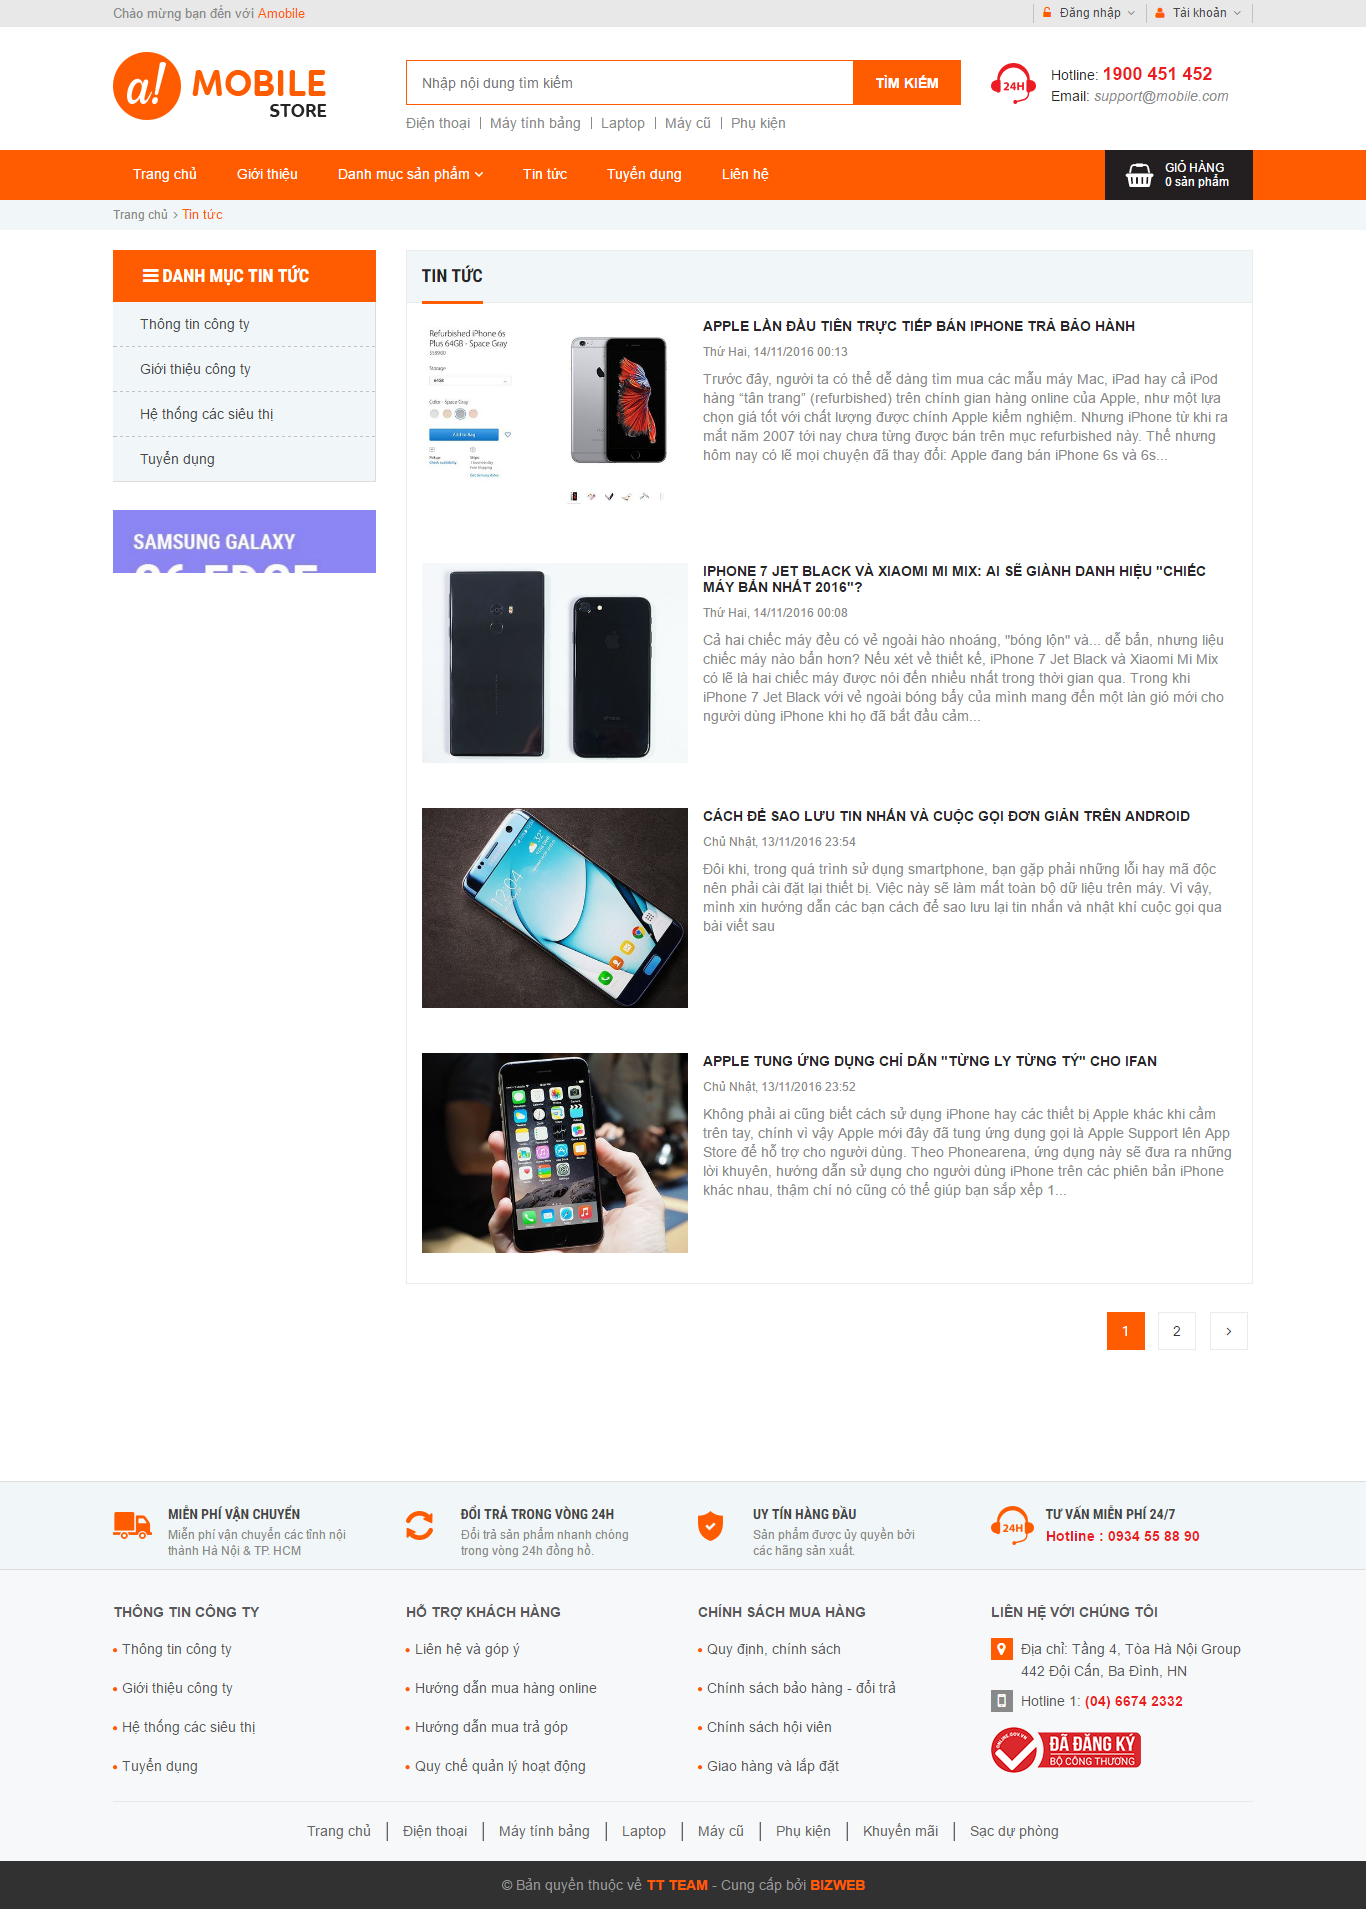 Chào mừng bạn đến với Amobile
Đăng nhập
Tài khoản
a! MOBILE
STORE
Nhập nội dung tìm kiếm
TÌM KIẾM
Điện thoại | Máy tính bảng | Laptop | Máy cũ | Phụ kiện
24H
Hotline: 1900 451 452
Email: support@mobile.com
Trang chủ
Giới thiệu
Danh mục sản phẩm
Tin tức
Tuyển dụng
Liên hệ
GIỎ HÀNG
0 sản phẩm
Trang chủ > Tin tức
DANH MỤC TIN TỨC
Thông tin công ty
Giới thiệu công ty
Hệ thống các siêu thị
Tuyển dụng
SAMSUNG GALAXY
TIN TỨC
Refurbished iPhone 6s
Plus 64GB - Space Gray
Storage
64GB
Color - Space Gray
Add to Bag
APPLE LẦN ĐẦU TIÊN TRỰC TIẾP BÁN IPHONE TRẢ BẢO HÀNH
Thứ Hai, 14/11/2016 00:13
Trước đây, người ta có thể dễ dàng tìm mua các mẫu máy Mac, iPad hay cả iPod
hàng “tân trang” (refurbished) trên chính gian hàng online của Apple, như một lựa
chọn giá tốt với chất lượng được chính Apple kiểm nghiệm. Nhưng iPhone từ khi ra
mắt năm 2007 tới nay chưa từng được bán trên mục refurbished này. Thế nhưng
hôm nay có lẽ mọi chuyện đã thay đổi: Apple đang bán iPhone 6s và 6s...
IPHONE 7 JET BLACK VÀ XIAOMI MI MIX: AI SẼ GIÀNH DANH HIỆU "CHIẾC
MÁY BẨN NHẤT 2016"?
Thứ Hai, 14/11/2016 00:08
Cả hai chiếc máy đều có vẻ ngoài hào nhoáng, "bóng lộn" và... dễ bẩn, nhưng liệu
chiếc máy nào bẩn hơn? Nếu xét về thiết kế, iPhone 7 Jet Black và Xiaomi Mi Mix
có lẽ là hai chiếc máy được nói đến nhiều nhất trong thời gian qua. Trong khi
iPhone 7 Jet Black với vẻ ngoài bóng bẩy của mình mang đến một làn gió mới cho
người dùng iPhone khi họ đã bắt đầu cảm...
CÁCH ĐỂ SAO LƯU TIN NHẮN VÀ CUỘC GỌI ĐƠN GIẢN TRÊN ANDROID
Chủ Nhật, 13/11/2016 23:54
Đôi khi, trong quá trình sử dụng smartphone, bạn gặp phải những lỗi hay mã độc
nên phải cài đặt lại thiết bị. Việc này sẽ làm mất toàn bộ dữ liệu trên máy. Vì vậy,
mình xin hướng dẫn các bạn cách để sao lưu lại tin nhắn và nhật khí cuộc gọi qua
bài viết sau
12:04
32°
APPLE TUNG ỨNG DỤNG CHỈ DẪN "TỪNG LY TỪNG TÝ" CHO IFAN
Chủ Nhật, 13/11/2016 23:52
Không phải ai cũng biết cách sử dụng iPhone hay các thiết bị Apple khác khi cầm
trên tay, chính vì vậy Apple mới đây đã tung ứng dụng gọi là Apple Support lên App
Store để hỗ trợ cho người dùng. Theo Phonearena, ứng dụng này sẽ đưa ra những
lời khuyên, hướng dẫn sử dụng cho người dùng iPhone trên các phiên bản iPhone
khác nhau, thậm chí nó cũng có thể giúp bạn sắp xếp 1...
1 2 >
MIỄN PHÍ VẬN CHUYỂN
Miễn phí vận chuyển các tỉnh nội
thành Hà Nội & TP. HCM
ĐỔI TRẢ TRONG VÒNG 24H
Đổi trả sản phẩm nhanh chóng
trong vòng 24h đồng hồ.
UY TÍN HÀNG ĐẦU
Sản phẩm được ủy quyền bởi
các hãng sản xuất.
24H
TƯ VẤN MIỄN PHÍ 24/7
Hotline : 0934 55 88 90
THÔNG TIN CÔNG TY
Thông tin công ty
Giới thiệu công ty
Hệ thống các siêu thị
Tuyển dụng
HỖ TRỢ KHÁCH HÀNG
Liên hệ và góp ý
Hướng dẫn mua hàng online
Hướng dẫn mua trả góp
Quy chế quản lý hoạt động
CHÍNH SÁCH MUA HÀNG
Quy định, chính sách
Chính sách bảo hàng - đổi trả
Chính sách hội viên
Giao hàng và lắp đặt
LIÊN HỆ VỚI CHÚNG TÔI
Địa chỉ: Tầng 4, Tòa Hà Nội Group
442 Đội Cấn, Ba Đình, HN
Hotline 1: (04) 6674 2332
ONLINE.GOV.VN
ĐÃ ĐĂNG KÝ
BỘ CÔNG THƯƠNG
Trang chủ | Điện thoại | Máy tính bảng | Laptop | Máy cũ | Phụ kiện | Khuyến mãi | Sạc dự phòng
© Bản quyền thuộc về TT TEAM - Cung cấp bởi BIZWEB